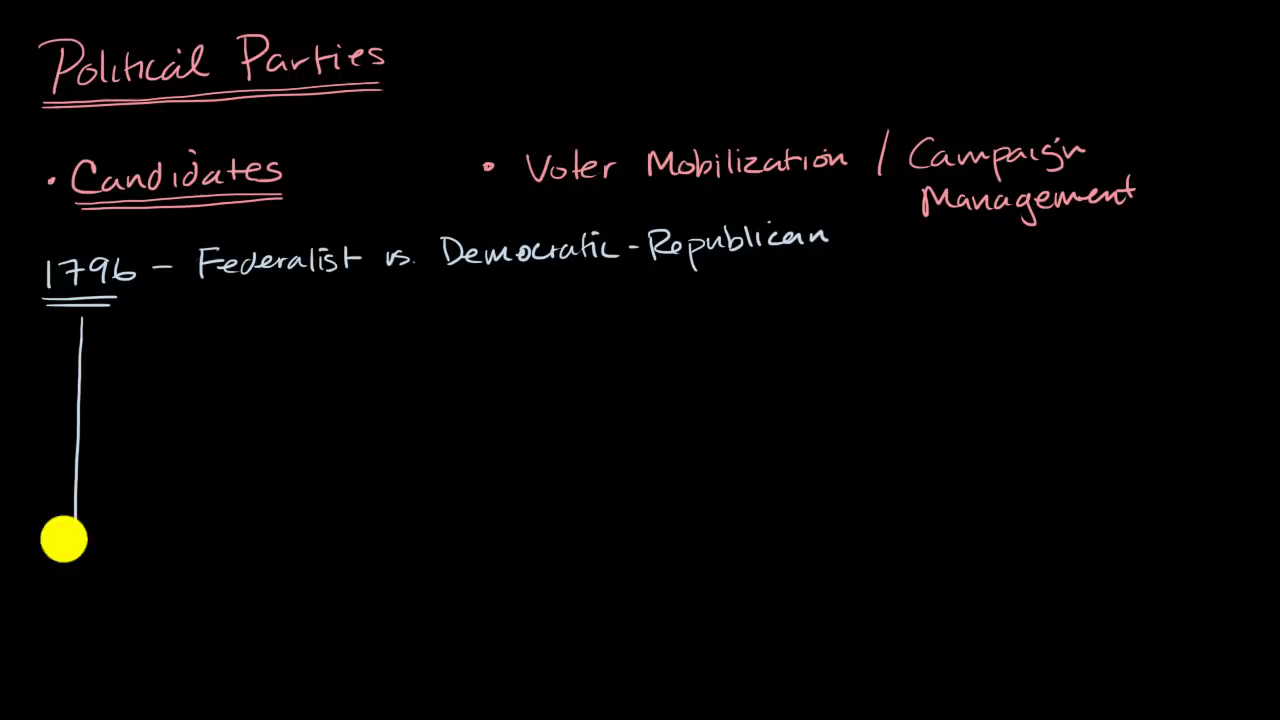 Political Parties
• Candidates
• Voter Mobilization / Campaign
Management
1796 – Federalist vs. Democratic-Republican